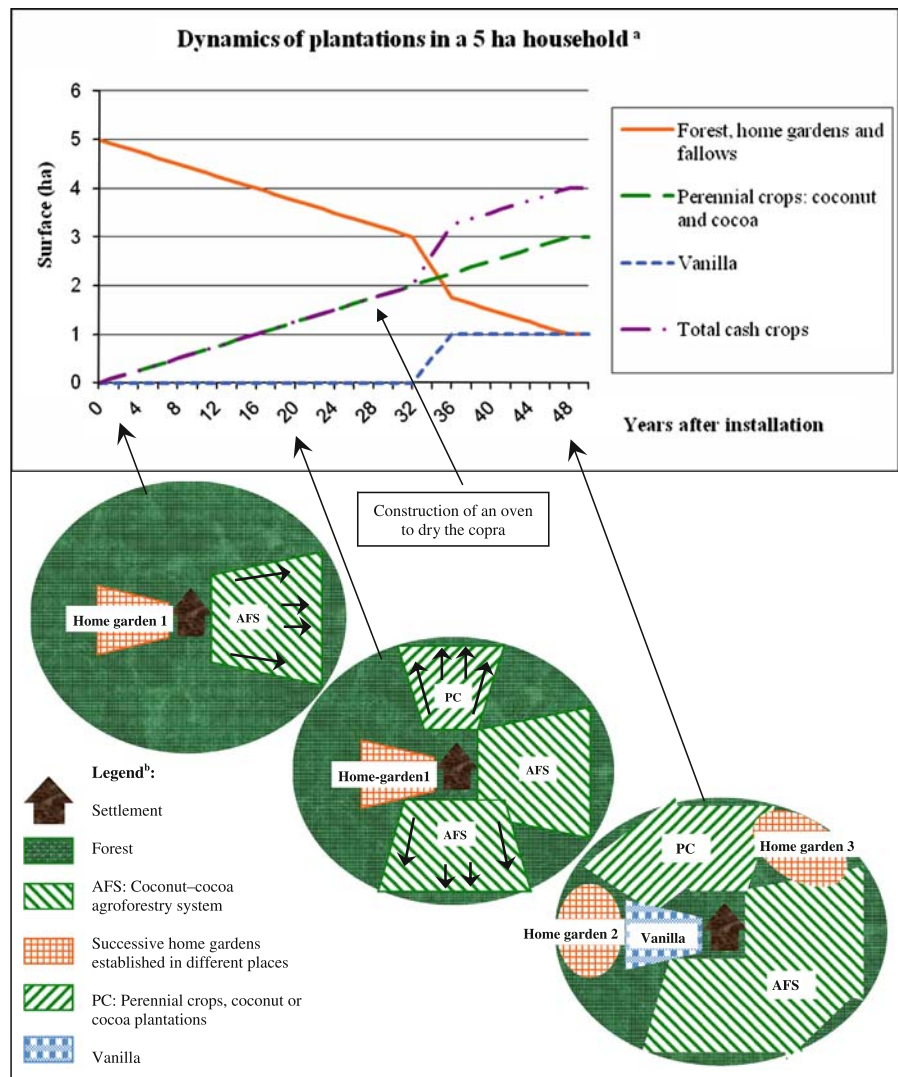 Dynamics of plantations in a 5 ha household a
6
5
4
3
2
1
0
Surface (ha)
0 4 8 12 16 20 24 28 32 36 40 44 48
Years after installation
Forest, home gardens and
fallows
Perennial crops: coconut
and cocoa
Vanilla
Total cash crops
Construction of an oven
to dry the copra
Home garden 1
AFS
PC
Home-garden1
AFS
AFS
PC
Home garden 3
Home garden 2
Vanilla
AFS
Legendb:
Settlement
Forest
AFS: Coconut–cocoa
agroforestry system
Successive home gardens
established in different places
PC: Perennial crops, coconut or
cocoa plantations
Vanilla